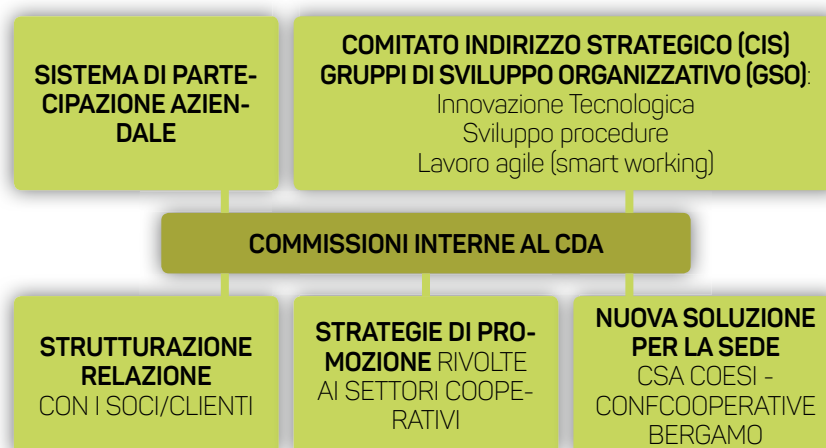 SISTEMA DI PARTE-
CIPAZIONE AZIEN-
DALE
COMITATO INDIRIZZO STRATEGICO (CIS)
GRUPPI DI SVILUPPO ORGANIZZATIVO (GSO):
Innovazione Tecnologica
Sviluppo procedure
Lavoro agile (smart working)
COMMISSIONI INTERNE AL CDA
STRUTTURAZIONE
RELAZIONE
CON I SOCI/CLIENTI
STRATEGIE DI PRO-
MOZIONE RIVOLTE
AI SETTORI COOPE-
RATIVI
NUOVA SOLUZIONE
PER LA SEDE
CSA COESI -
CONFCOOPERATIVE
BERGAMO